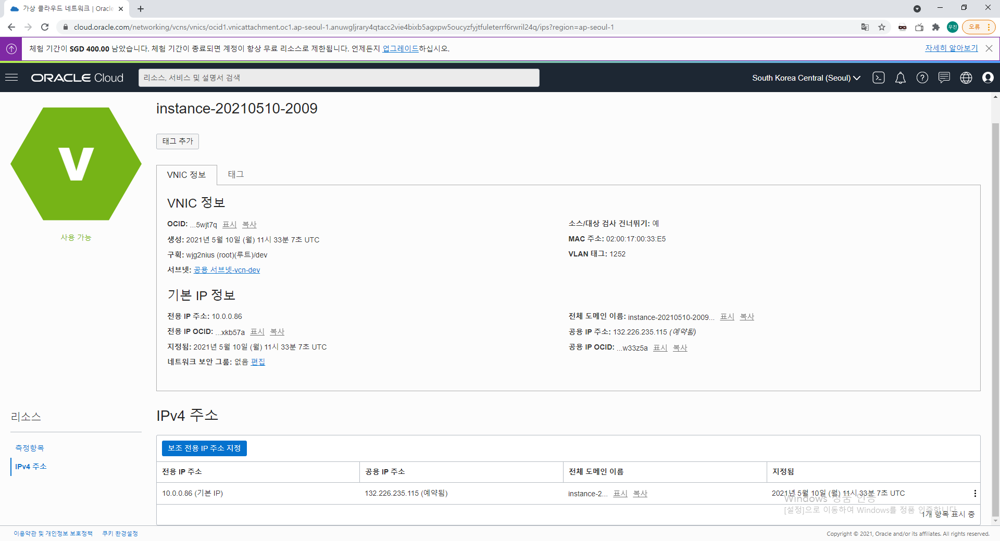 가상 클라우드 네트워크 | Oracle
cloud.oracle.com/networking/vcns/vnics/ocid1.vnicattachment.oc1.ap-seoul-1.anuwgljrary4qtacc2vie4bixb5agxpw5oucyzfyjtfuleterrf6rwril24q/ips?region=ap-seoul-1
우진
오류
체험 기간이 SGD 400.00 남았습니다. 체험 기간이 종료되면 계정이 항상 무료 리소스로 제한됩니다. 언제든지 업그레이드하십시오.
자세히 알아보기
ORACLE Cloud
리소스, 서비스 및 설명서 검색
South Korea Central (Seoul)
V
사용 가능
instance-20210510-2009
태그 추가
VNIC 정보
태그
VNIC 정보
OCID: ...5wjt7q 표시 복사
생성: 2021년 5월 10일 (월) 11시 33분 7초 UTC
구획: wjg2nius (root)(루트)/dev
서브넷: 공용 서브넷-vcn-dev
소스/대상 검사 건너뛰기: 예
MAC 주소: 02:00:17:00:33:E5
VLAN 태그: 1252
기본 IP 정보
전용 IP 주소: 10.0.0.86
전용 IP OCID: ...xkb57a 표시 복사
지정됨: 2021년 5월 10일 (월) 11시 33분 7초 UTC
네트워크 보안 그룹: 없음 편집
전체 도메인 이름: instance-20210510-2009... 표시 복사
공용 IP 주소: 132.226.235.115 (예약됨)
공용 IP OCID: ...w33z5a 표시 복사
리소스
측정항목
IPv4 주소
IPv4 주소
보조 전용 IP 주소 지정
전용 IP 주소 공용 IP 주소 전체 도메인 이름 지정됨
10.0.0.86 (기본 IP) 132.226.235.115 (예약됨) instance-2... 표시 복사 2021년 5월 10일 (월) 11시 33분 7초 UTC
Windows 정품 인증
[설정]으로 이동하여 Windows를 정품 인증합니다.
1개 항목 표시 중
이용약관 및 개인정보 보호정책 쿠키 환경설정
Copyright © 2021, Oracle and/or its affiliates. All rights reserved.